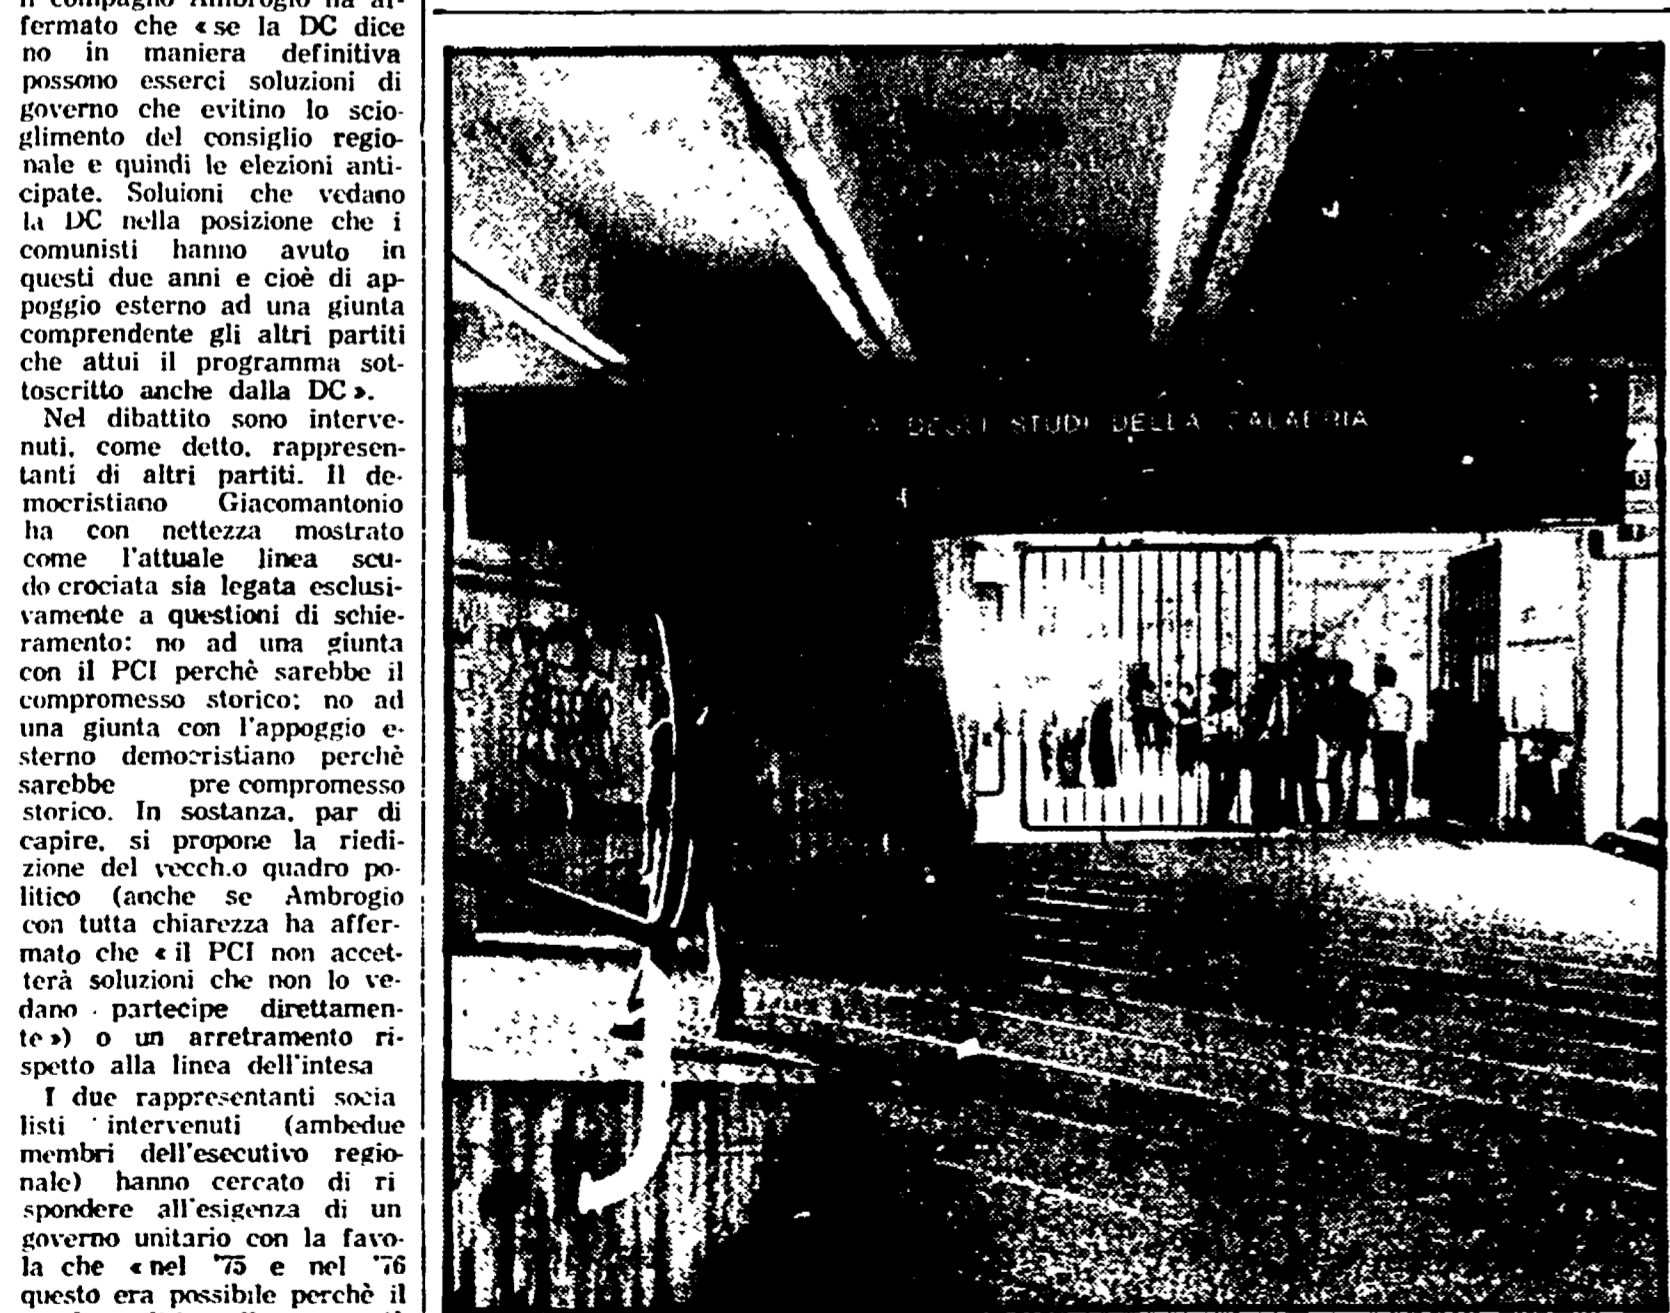 il compagno Ambrogio ha af-
fermato che « se la DC dice
no in maniera definitiva
possono esserci soluzioni di
governo che evitino lo scio-
glimento del consiglio regio-
nale e quindi le elezioni anti-
cipate. Soluioni che vedano
la DC nella posizione che i
comunisti hanno avuto in
questi due anni e cioè di ap-
poggio esterno ad una giunta
comprendente gli altri partiti
che attui il programma sot-
toscritto anche dalla DC ».
Nel dibattito sono interve-
nuti, come detto, rappresen-
tanti di altri partiti. Il de-
mocristiano Giacomantonio
ha con nettezza mostrato
come l'attuale linea scu-
do crociata sia legata esclusi-
vamente a questioni di schie-
ramento: no ad una giunta
con il PCI perchè sarebbe il
compromesso storico; no ad
una giunta con l'appoggio e-
sterno democristiano perchè
sarebbe pre compromesso
storico. In sostanza, par di
capire, si propone la riedi-
zione del vecch.o quadro po-
litico (anche se Ambrogio
con tutta chiarezza ha affer-
mato che « il PCI non accet-
terà soluzioni che non lo ve-
dano partecipe direttamen-
te ») o un arretramento ri-
spetto alla linea dell'intesa
I due rappresentanti socia
listi intervenuti (ambedue
membri dell'esecutivo regio-
nale) hanno cercato di ri
spondere all'esigenza di un
governo unitario con la favo-
la che « nel '75 e nel '76
questo era possibile perchè il
DEGLI STUDI DELLA CALABRIA